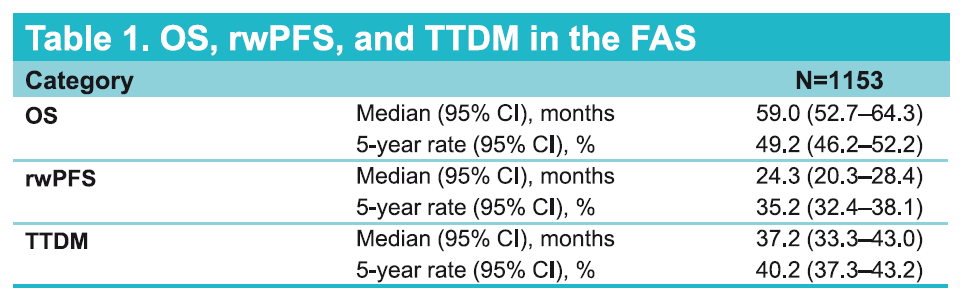 Table 1. OS, rwPFS, and TTDM in the FAS
Category N=1153
OS Median (95% CI), months 59.0 (52.7–64.3)
5-year rate (95% CI), % 49.2 (46.2–52.2)
rwPFS Median (95% CI), months 24.3 (20.3–28.4)
5-year rate (95% CI), % 35.2 (32.4–38.1)
TTDM Median (95% CI), months 37.2 (33.3–43.0)
5-year rate (95% CI), % 40.2 (37.3–43.2)